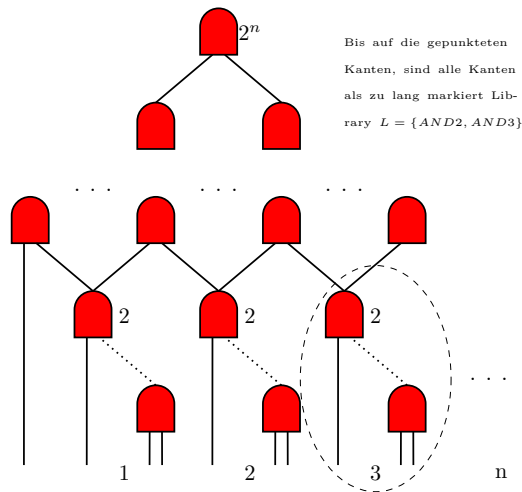 2^n
Bis auf die gepunkteten
Kanten, sind alle Kanten
als zu lang markiert Lib-
rary L = {AND2, AND3}
. . . . . . . . .
2 2 2
. . .
1 2 3 n